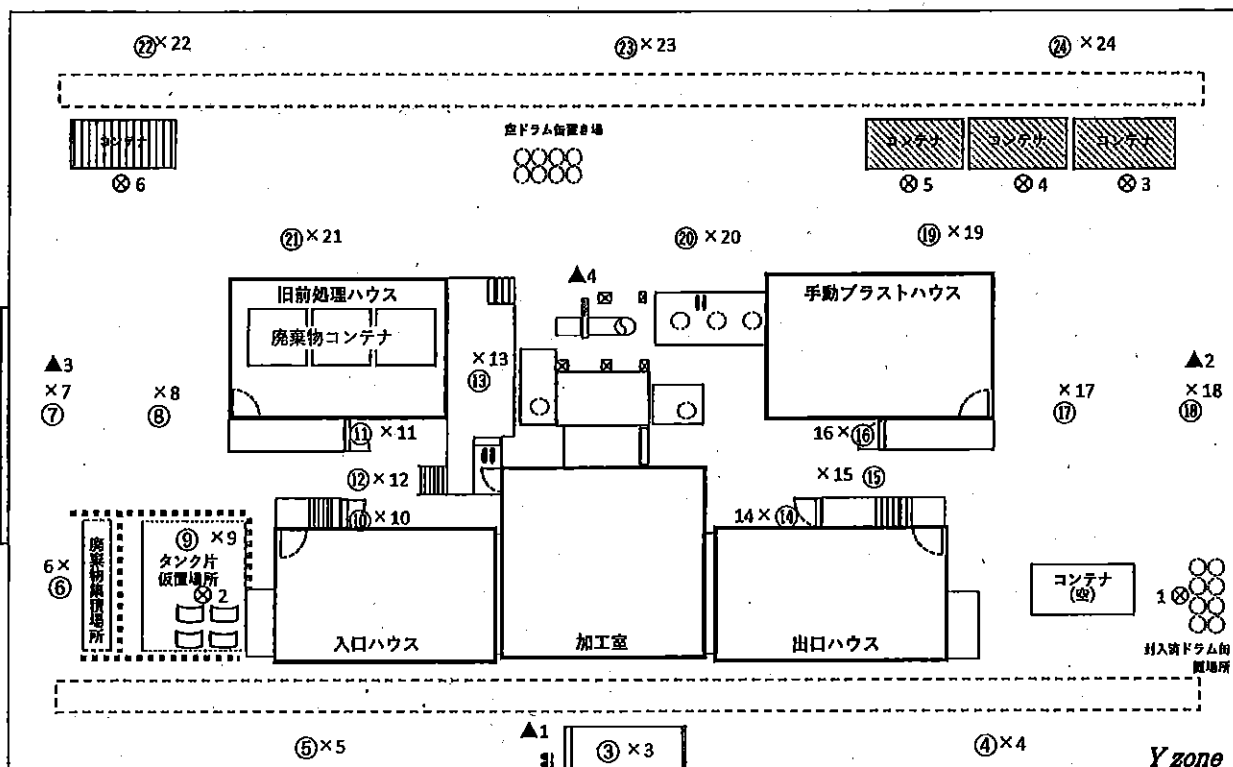 ㉒×22
㉓×23
㉔×24
コンテナ
空ドラム缶置き場
コンテナ
コンテナ
コンテナ
⊗6
⊗5
⊗4
⊗3
㉑×21
⑳×20
⑲×19
▲4
旧前処理ハウス
廃棄物コンテナ
手動ブラストハウス
▲3
×7
⑦
×8
⑧
×13
⑬
×17
⑰
▲2
×18
⑱
⑪×11
16×⑯
⑫×12
×15⑮
⑩×10
14×⑭
6×
⑥
廃棄物集積場所
⑨×9
タンク片
仮置場所
⊗2
入口ハウス
加工室
出口ハウス
コンテナ
(空)
1⊗
封入済ドラム缶
置場所
⑤×5
▲1
③×3
④×4
Y zone